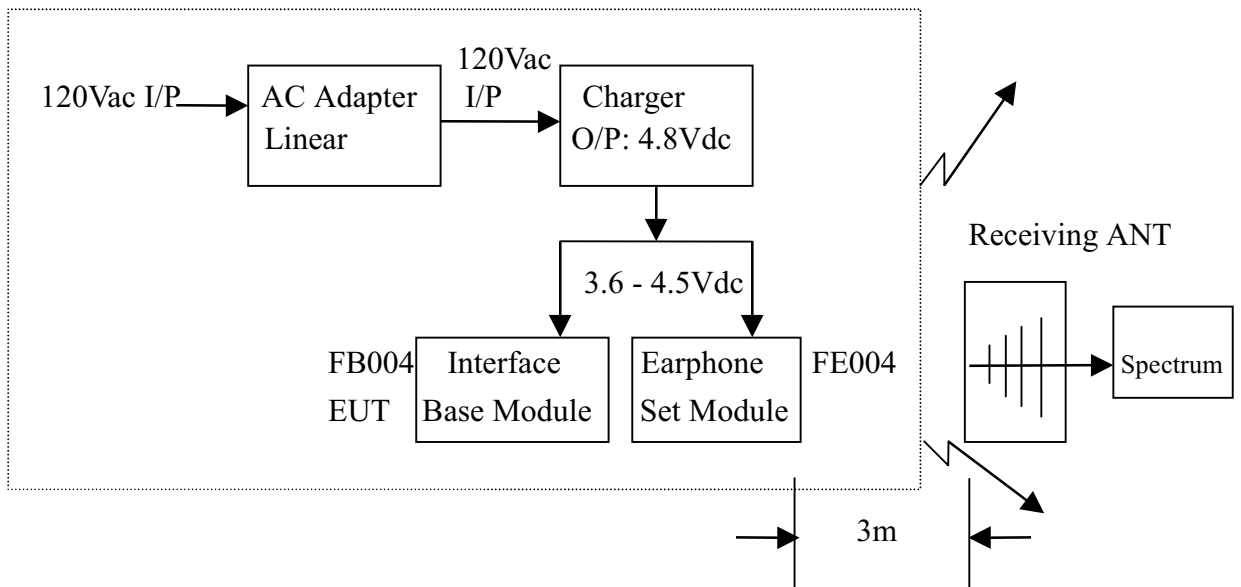 120Vac I/P
AC Adapter
Linear
120Vac
I/P
Charger
O/P: 4.8Vdc
Receiving ANT
3.6 - 4.5Vdc
FB004
EUT
Interface
Base Module
Earphone
Set Module
FE004
Spectrum
3m